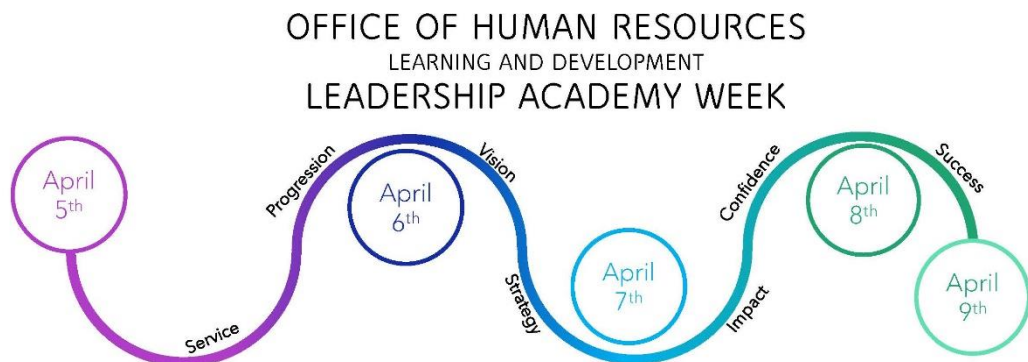 OFFICE OF HUMAN RESOURCES
LEARNING AND DEVELOPMENT
LEADERSHIP ACADEMY WEEK
April
5th
Service
Progression
April
6th
Vision
Strategy
April
7th
Impact
Confidence
April
8th
Success
April
9th